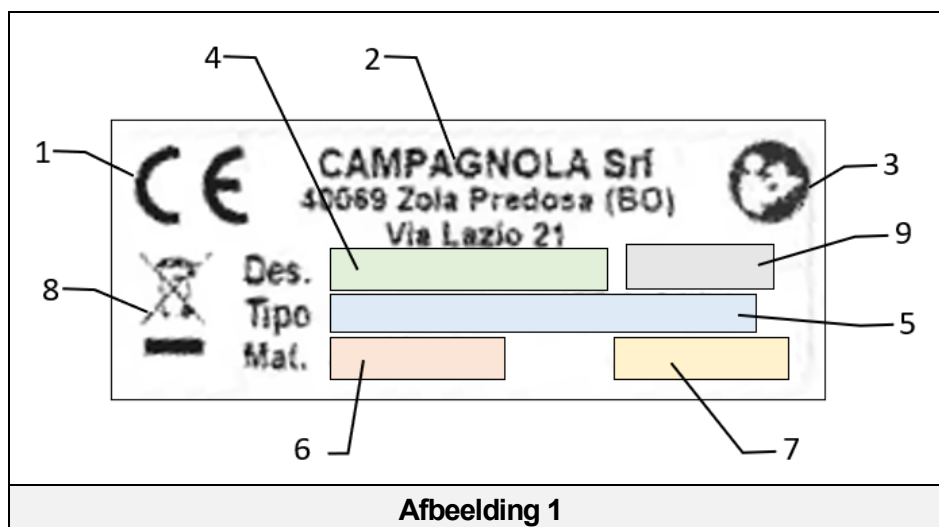 4 2
1 3
CE CAMPAGNOLA Srl
40069 Zola Predosa (BO)
Via Lazio 21
9
8 Des.
Tipo 5
Mat.
6 7
Afbeelding 1